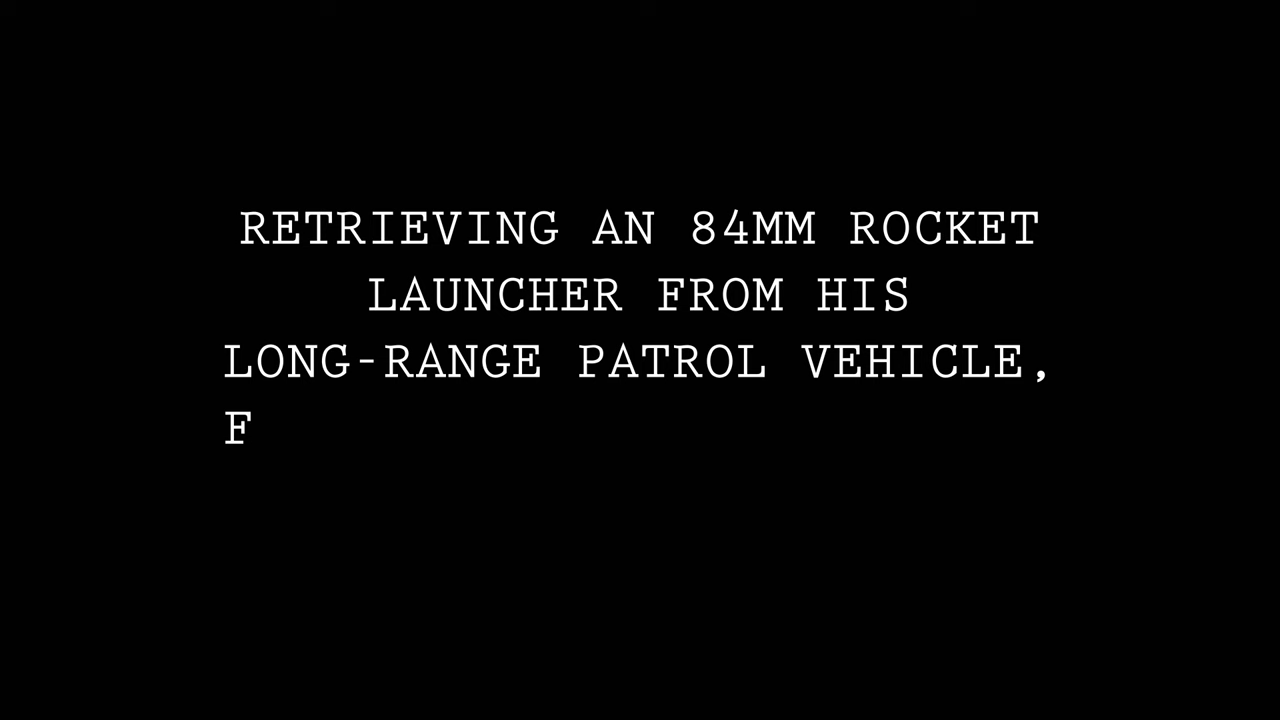 RETRIEVING AN 84MM ROCKET
LAUNCHER FROM HIS
LONG-RANGE PATROL VEHICLE,
F